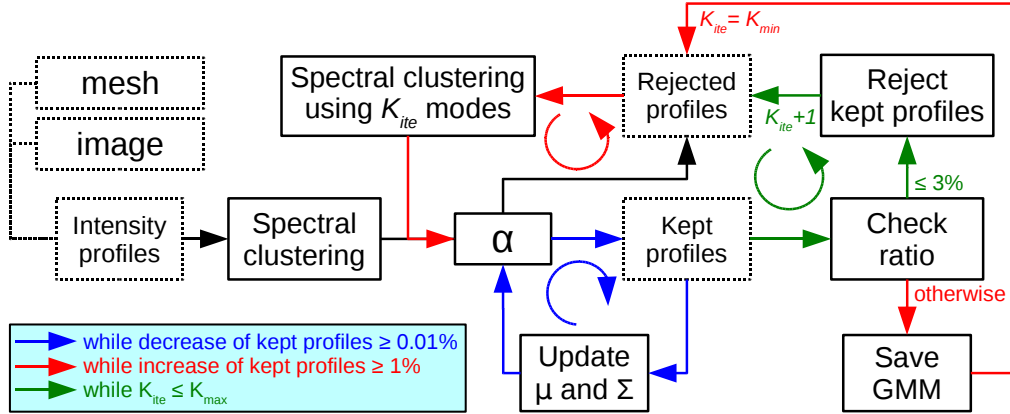 mesh
image
Intensity
profiles
Spectral
clustering
Spectral clustering
using K_ite modes
α
Rejected
profiles
K_ite = K_min
Reject
kept profiles
K_ite+1
≤ 3%
Kept
profiles
Check
ratio
otherwise
Update
μ and Σ
Save
GMM
while decrease of kept profiles ≥ 0.01%
while increase of kept profiles ≥ 1%
while K_ite ≤ K_max